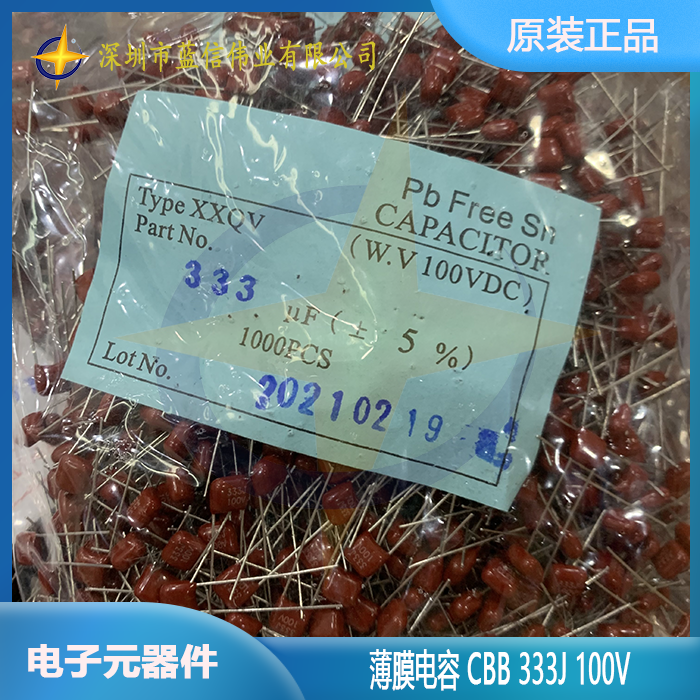 深圳市蓝信伟业有限公司
原装正品
Pb Free Sn
Type XXQV
CAPACITOR
Part No.
(W.V 100VDC)
333 μF (± 5 %)
1000PCS
Lot No.
20210219
333J
100V
电子元器件
薄膜电容 CBB 333J 100V